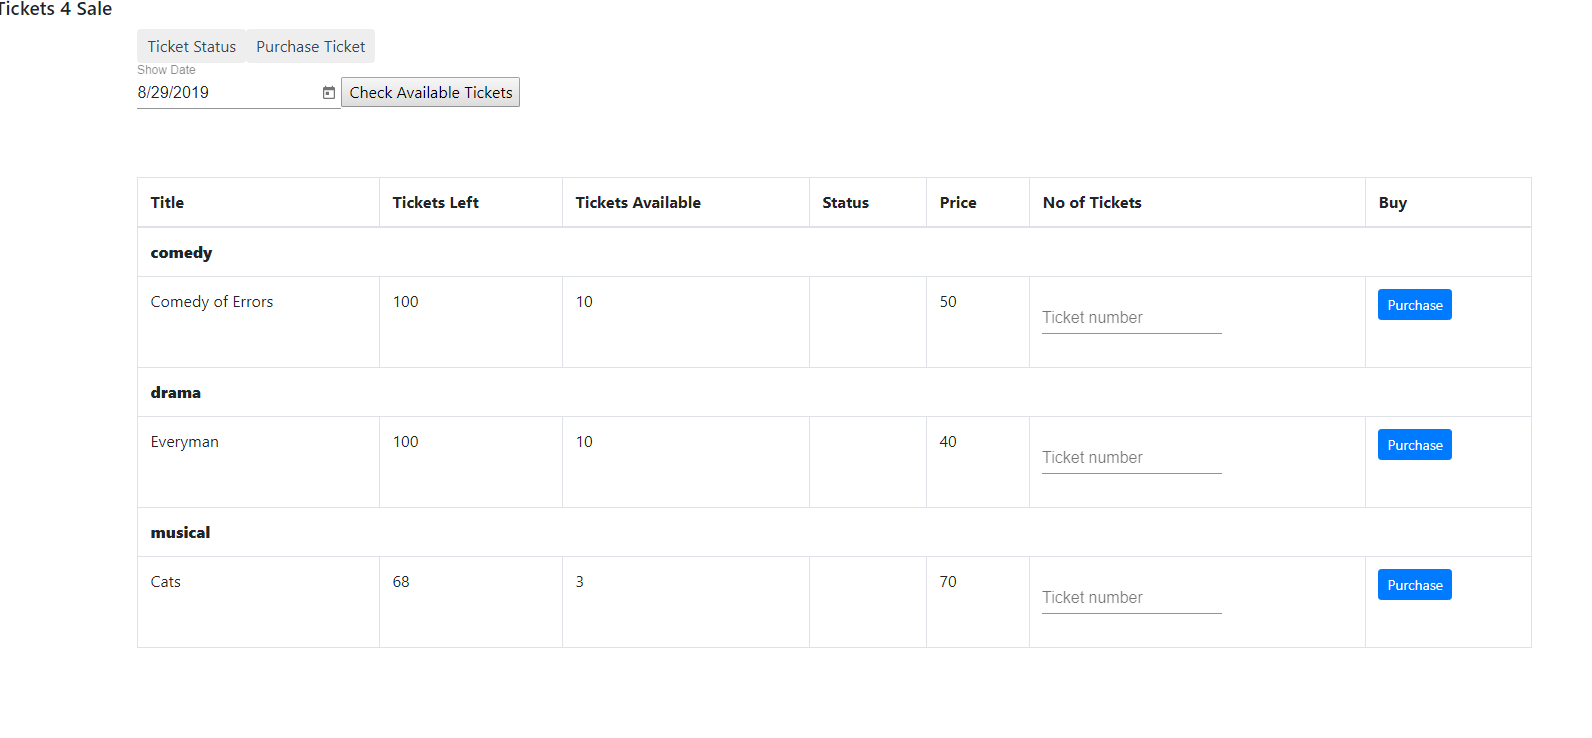 Tickets 4 Sale
Ticket Status Purchase Ticket
Show Date
8/29/2019 Check Available Tickets
Title Tickets Left Tickets Available Status Price No of Tickets Buy
comedy
Comedy of Errors 100 10 50 Ticket number Purchase
drama
Everyman 100 10 40 Ticket number Purchase
musical
Cats 68 3 70 Ticket number Purchase